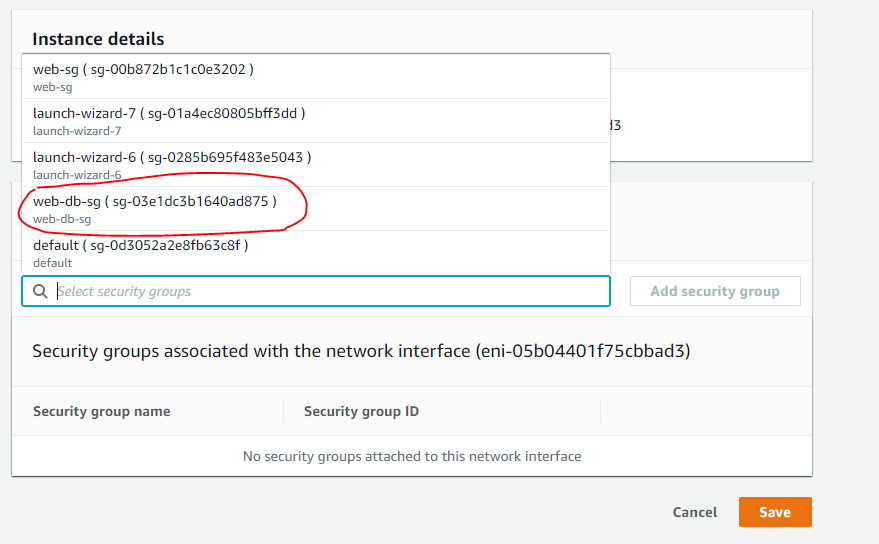 Instance details
web-sg ( sg-00b872b1c1c0e3202 )
web-sg
launch-wizard-7 ( sg-01a4ec80805bff3dd )
launch-wizard-7
d3
launch-wizard-6 ( sg-0285b695f483e5043 )
launch-wizard-6
web-db-sg ( sg-03e1dc3b1640ad875 )
web-db-sg
default ( sg-0d3052a2e8fb63c8f )
default
Select security groups
Add security group
Security groups associated with the network interface (eni-05b04401f75cbbad3)
Security group name
Security group ID
No security groups attached to this network interface
Cancel
Save